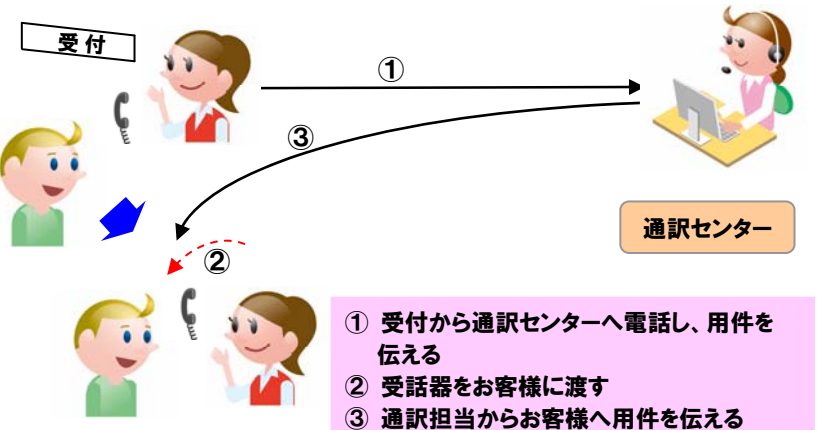 受付
①
③
通訳センター
②
① 受付から通訳センターへ電話し、用件を
伝える
② 受話器をお客様に渡す
③ 通訳担当からお客様へ用件を伝える